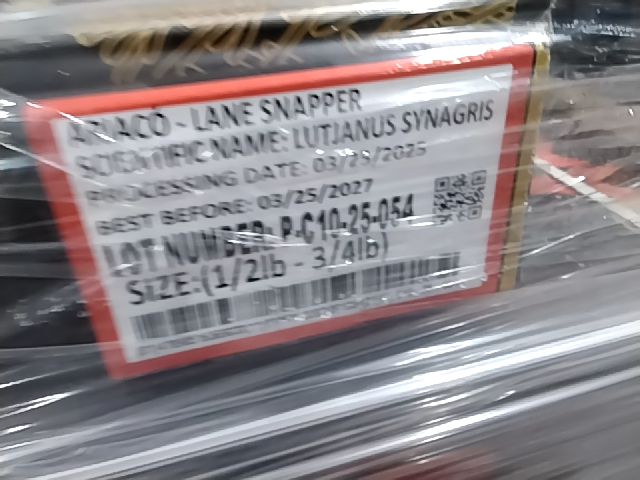 ARIACÓ - LANE SNAPPER
SCIENTIFIC NAME: LUTJANUS SYNAGRIS
PROCESSING DATE: 03/25/2025
BEST BEFORE: 03/25/2027
LOT NUMBER: P-C10-25-054
SIZE:(1/2lb - 3/4lb)